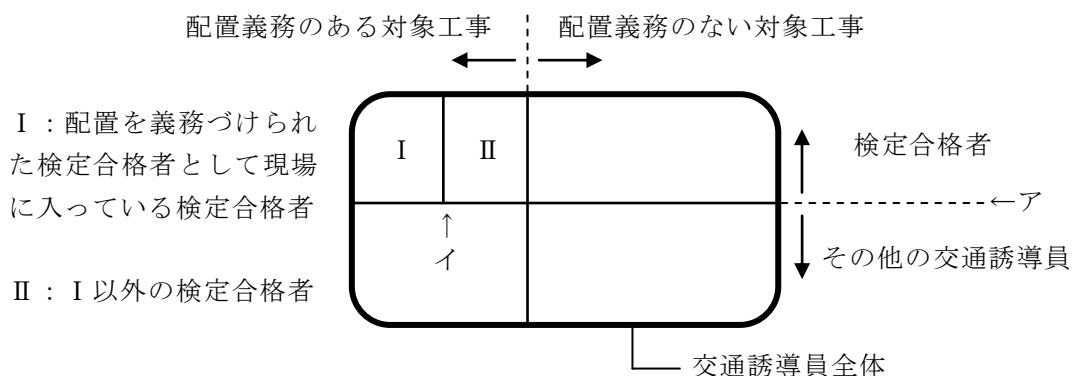 配置義務のある対象工事
配置義務のない対象工事
Ⅰ:配置を義務づけられ
た検定合格者として現場
に入っている検定合格者
Ⅱ:Ⅰ以外の検定合格者
Ⅰ
Ⅱ
↑
イ
検定合格者
←ア
その他の交通誘導員
交通誘導員全体